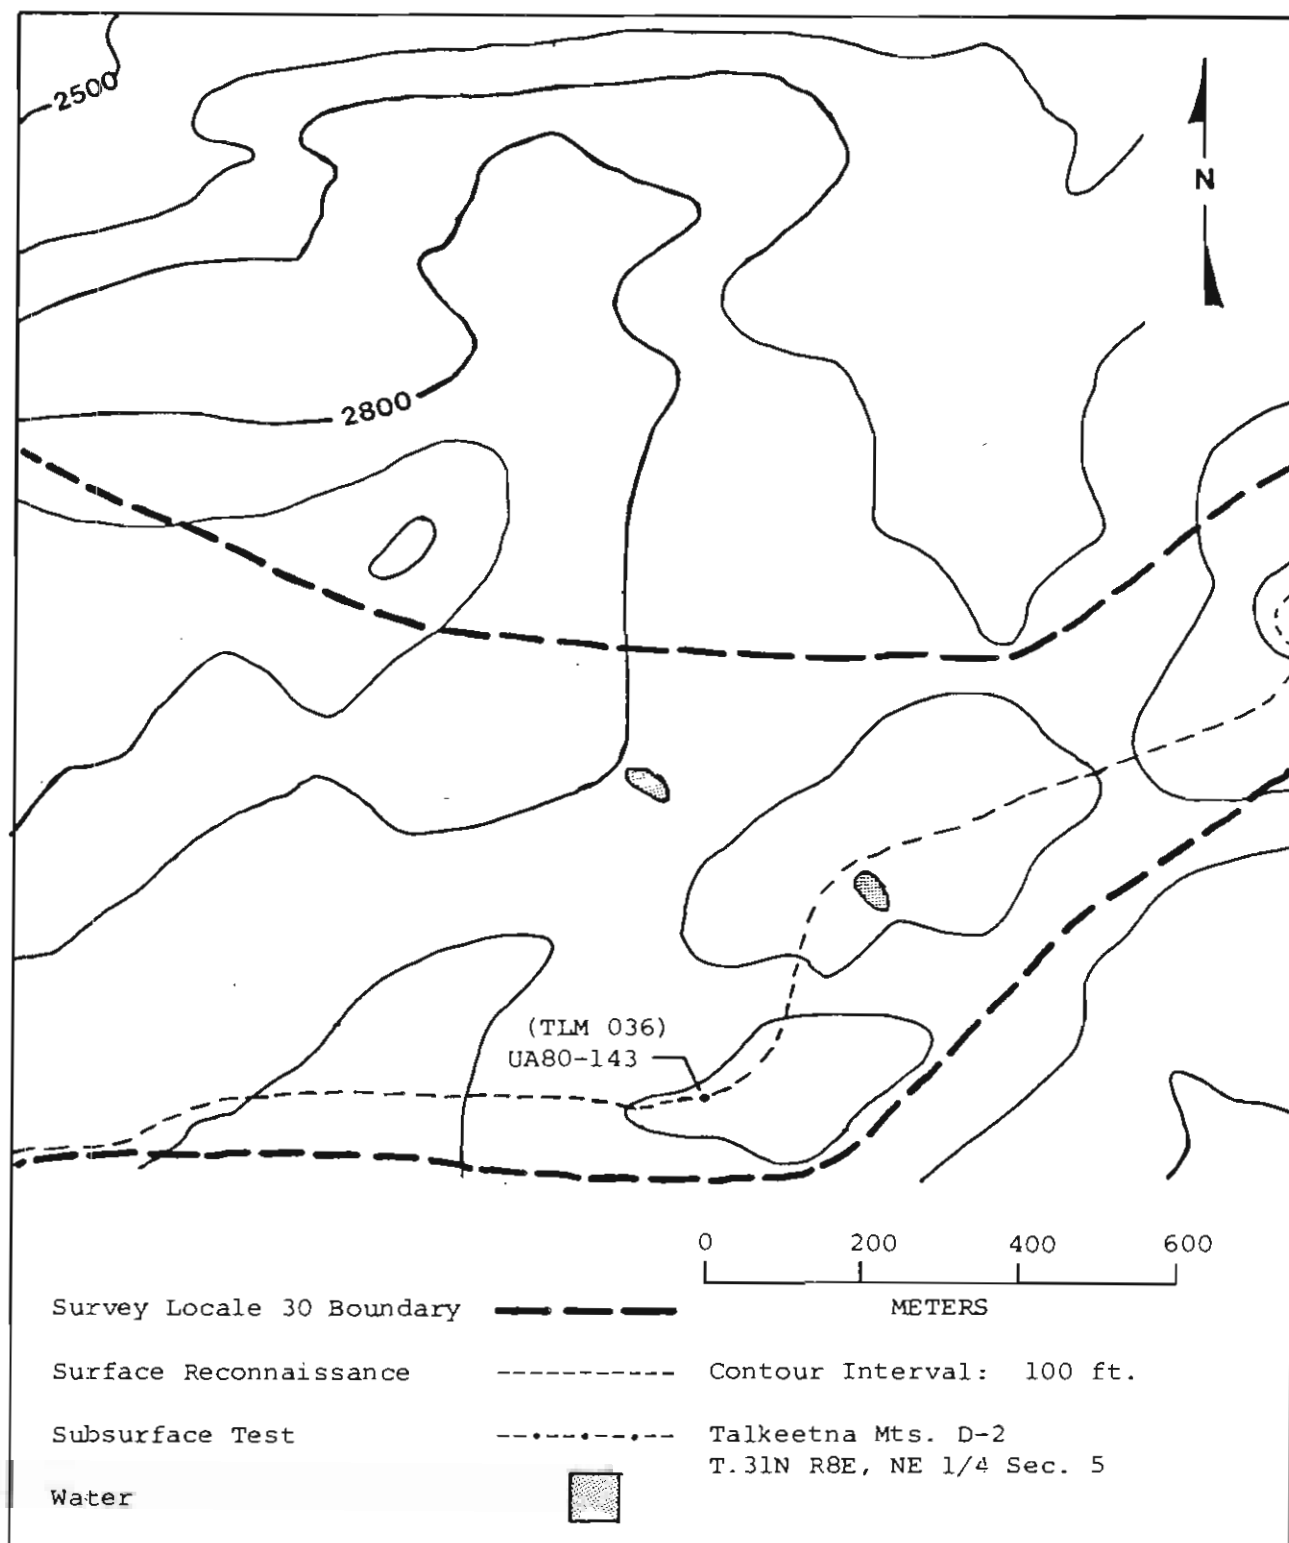 2500
N
2800
(TLM 036)
UA80-143
0 200 400 600
METERS
Survey Locale 30 Boundary
Surface Reconnaissance
Contour Interval: 100 ft.
Subsurface Test
Talkeetna Mts. D-2
T.31N R8E, NE 1/4 Sec. 5
Water